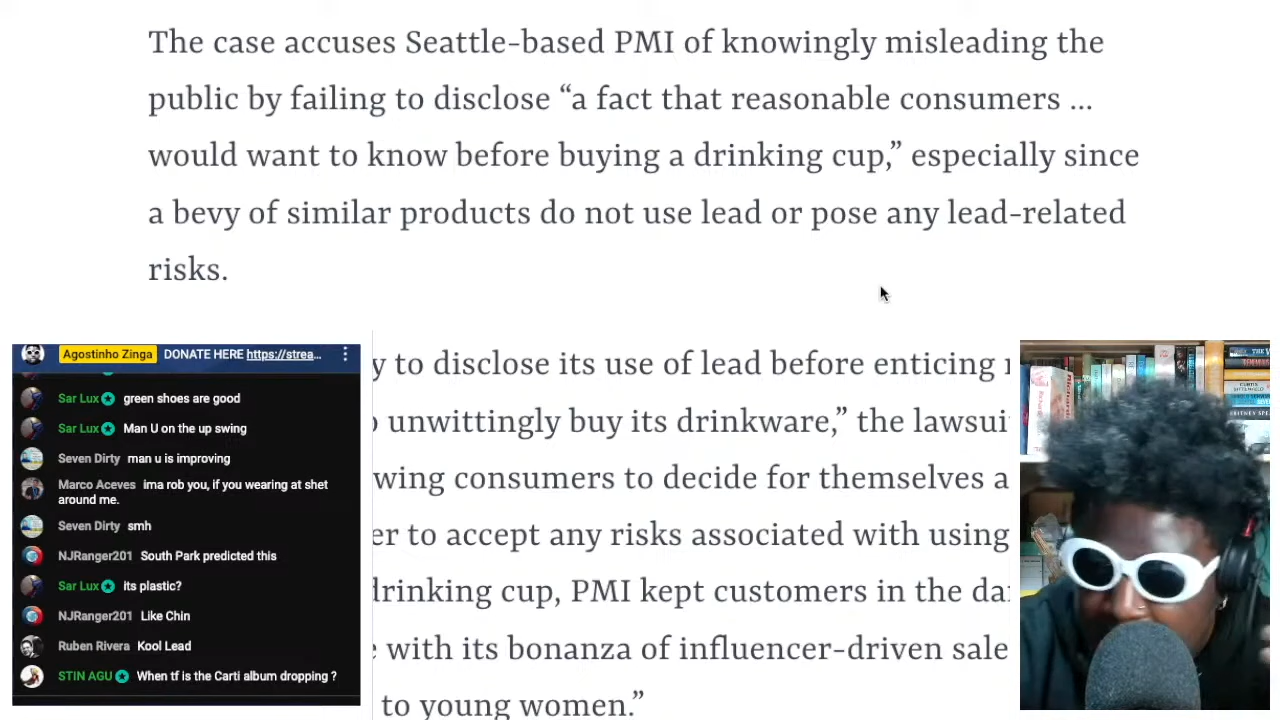 The case accuses Seattle-based PMI of knowingly misleading the
public by failing to disclose “a fact that reasonable consumers ...
would want to know before buying a drinking cup,” especially since
a bevy of similar products do not use lead or pose any lead-related
risks.
y to disclose its use of lead before enticing
unwittingly buy its drinkware,” the lawsui
wing consumers to decide for themselves a
er to accept any risks associated with using
drinking cup, PMI kept customers in the da
with its bonanza of influencer-driven sale
to young women.”
Agostinho Zinga DONATE HERE https://strea...
Sar Lux green shoes are good
Sar Lux Man U on the up swing
Seven Dirty man u is improving
Marco Aceves ima rob you, if you wearing at shet
around me.
Seven Dirty smh
NJRanger201 South Park predicted this
Sar Lux its plastic?
NJRanger201 Like Chin
Ruben Rivera Kool Lead
STIN AGU When tf is the Carti album dropping ?